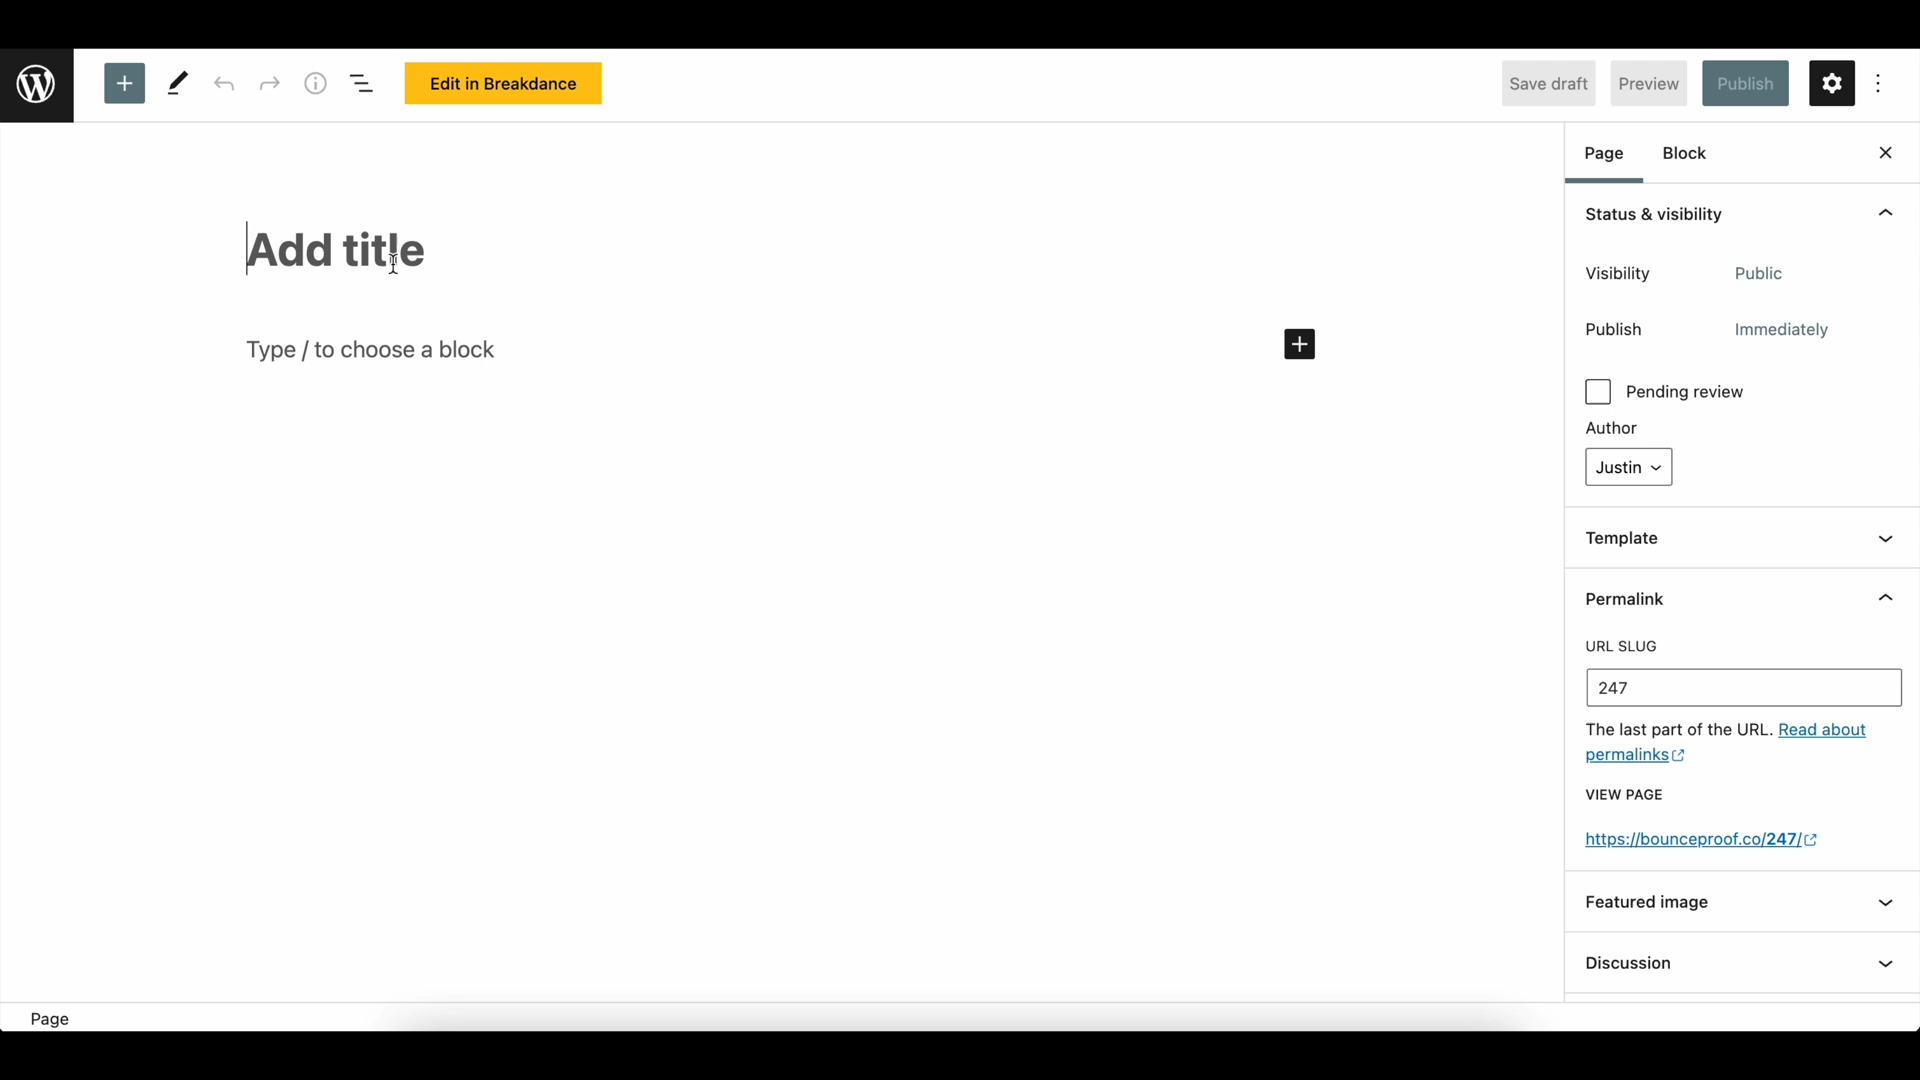 Edit in Breakdance
Save draft
Preview
Publish
Page
Block
Add title
Type / to choose a block
Status & visibility
Visibility
Public
Publish
Immediately
Pending review
Author
Justin
Template
Permalink
URL SLUG
247
The last part of the URL. Read about
permalinks
VIEW PAGE
https://bounceproof.co/247/
Featured image
Discussion
Page